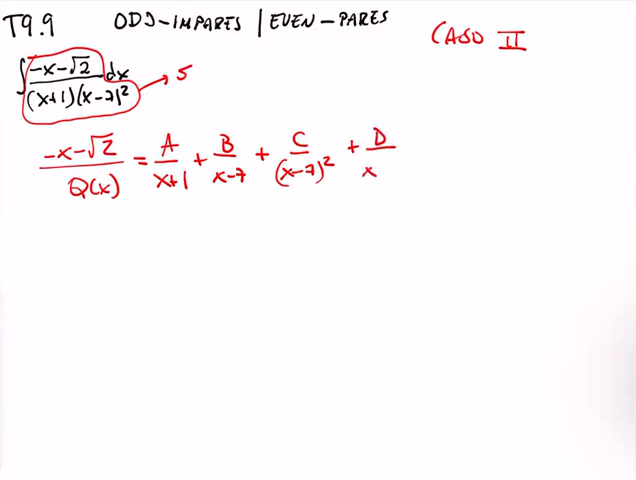 T9.9 ODD-IMPARES | EVEN-PARES
CASO II
∫ (-x-√2)/((x+1)(x-7)²) dx → 5
(-x-√2)/Q(x) = A/(x+1) + B/(x-7) + C/(x-7)² + D/x